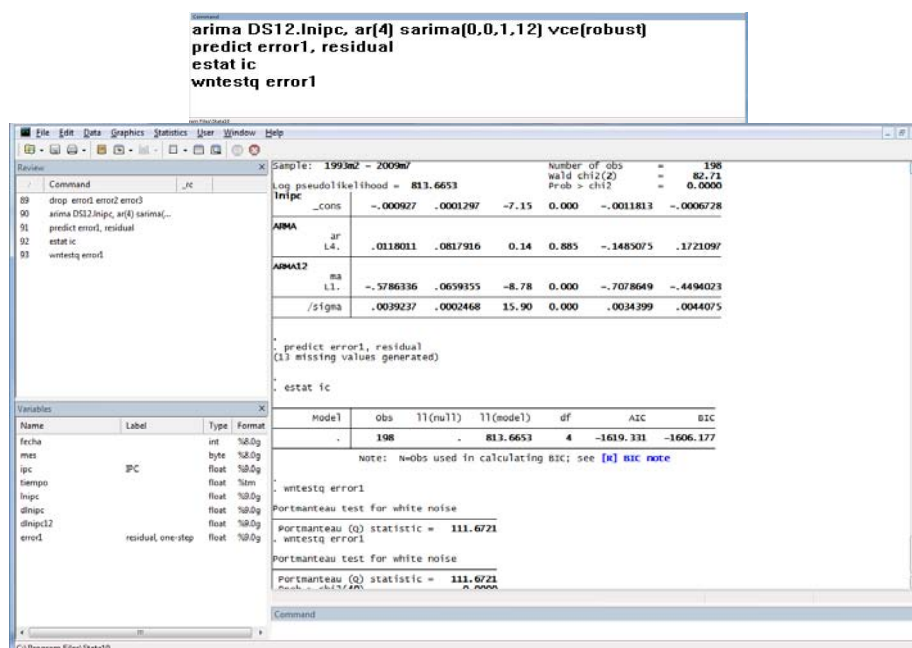 Command
arima DS12.lnipc, ar(4) sarima(0,0,1,12) vce(robust)
predict error1, residual
estat ic
wntestq error1
File Edit Data Graphics Statistics User Window Help
Review
Command _rc
89 drop error1 error2 error3
90 arima DS12.lnipc, ar(4) sarima(...
91 predict error1, residual
92 estat ic
93 wntestq error1
Variables
Name Label Type Format
fecha int %8.0g
mes byte %8.0g
ipc IPC float %9.0g
tiempo float %tm
lnipc float %9.0g
dlnipc float %9.0g
dlnipc12 float %9.0g
error1 residual, one-step float %9.0g
Sample: 1993m2 - 2009m7 Number of obs = 198
Wald chi2(2) = 82.71
Log pseudolikelihood = 813.6653 Prob > chi2 = 0.0000
lnipc
_cons -.000927 .0001297 -7.15 0.000 -.0011813 -.0006728
ARMA
ar
L4. .0118011 .0817916 0.14 0.885 -.1485075 .1721097
ARMA12
ma
L1. -.5786336 .0659355 -8.78 0.000 -.7078649 -.4494023
/sigma .0039237 .0002468 15.90 0.000 .0034399 .0044075
.
. predict error1, residual
(13 missing values generated)
.
. estat ic
Model Obs ll(null) ll(model) df AIC BIC
. 198 . 813.6653 4 -1619.331 -1606.177
Note: N=Obs used in calculating BIC; see [R] BIC note
.
. wntestq error1
Portmanteau test for white noise
Portmanteau (Q) statistic = 111.6721
. wntestq error1
Portmanteau test for white noise
Portmanteau (Q) statistic = 111.6721
Prob > chi2(40) = 0.0000
Command
C:\Program Files\Stata10